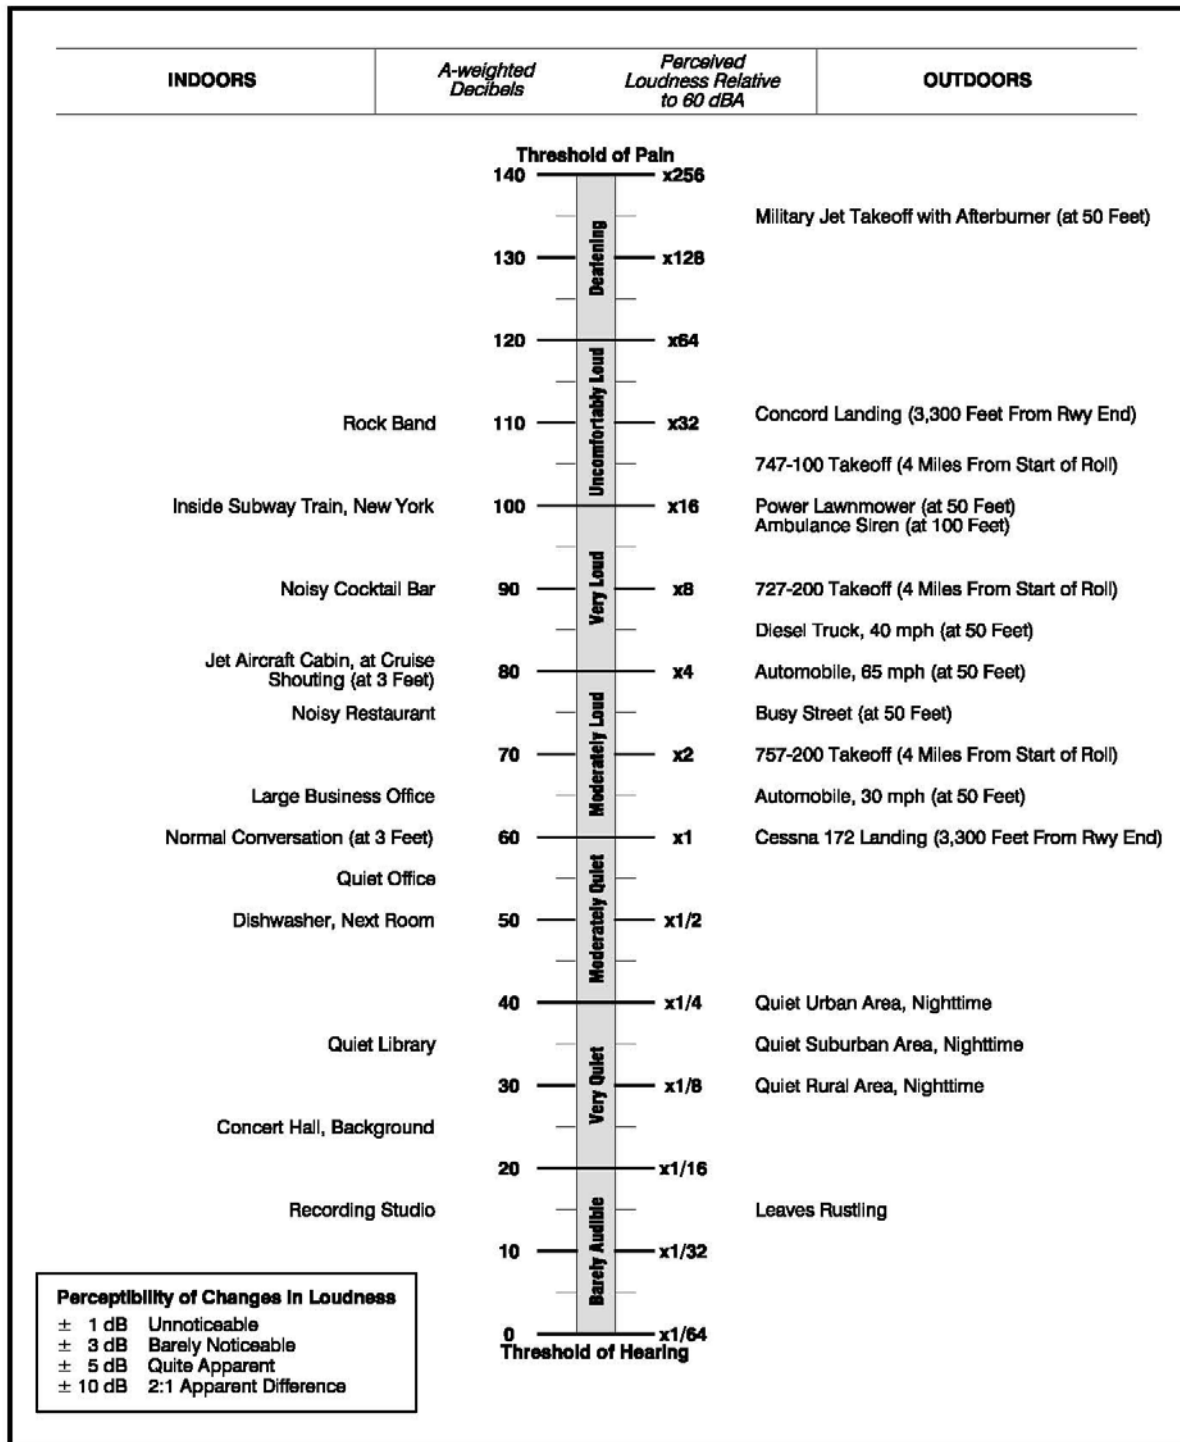 INDOORS
A-weighted
Decibels
Perceived
Loudness Relative
to 60 dBA
OUTDOORS
Threshold of Pain
140 x256
Military Jet Takeoff with Afterburner (at 50 Feet)
Deafening
130 x128
120 x64
Uncomfortably Loud
Rock Band 110 x32 Concord Landing (3,300 Feet From Rwy End)
747-100 Takeoff (4 Miles From Start of Roll)
Inside Subway Train, New York 100 x16 Power Lawnmower (at 50 Feet)
Ambulance Siren (at 100 Feet)
Very Loud
Noisy Cocktail Bar 90 x8 727-200 Takeoff (4 Miles From Start of Roll)
Diesel Truck, 40 mph (at 50 Feet)
Jet Aircraft Cabin, at Cruise
Shouting (at 3 Feet)
80 x4 Automobile, 65 mph (at 50 Feet)
Noisy Restaurant Busy Street (at 50 Feet)
Moderately Loud
70 x2 757-200 Takeoff (4 Miles From Start of Roll)
Large Business Office Automobile, 30 mph (at 50 Feet)
Normal Conversation (at 3 Feet) 60 x1 Cessna 172 Landing (3,300 Feet From Rwy End)
Quiet Office
Moderately Quiet
Dishwasher, Next Room 50 x1/2
40 x1/4 Quiet Urban Area, Nighttime
Quiet Library Quiet Suburban Area, Nighttime
Very Quiet
30 x1/8 Quiet Rural Area, Nighttime
Concert Hall, Background
20 x1/16
Recording Studio Leaves Rustling
Barely Audible
10 x1/32
0 x1/64
Threshold of Hearing
Perceptibility of Changes in Loudness
± 1 dB Unnoticeable
± 3 dB Barely Noticeable
± 5 dB Quite Apparent
± 10 dB 2:1 Apparent Difference